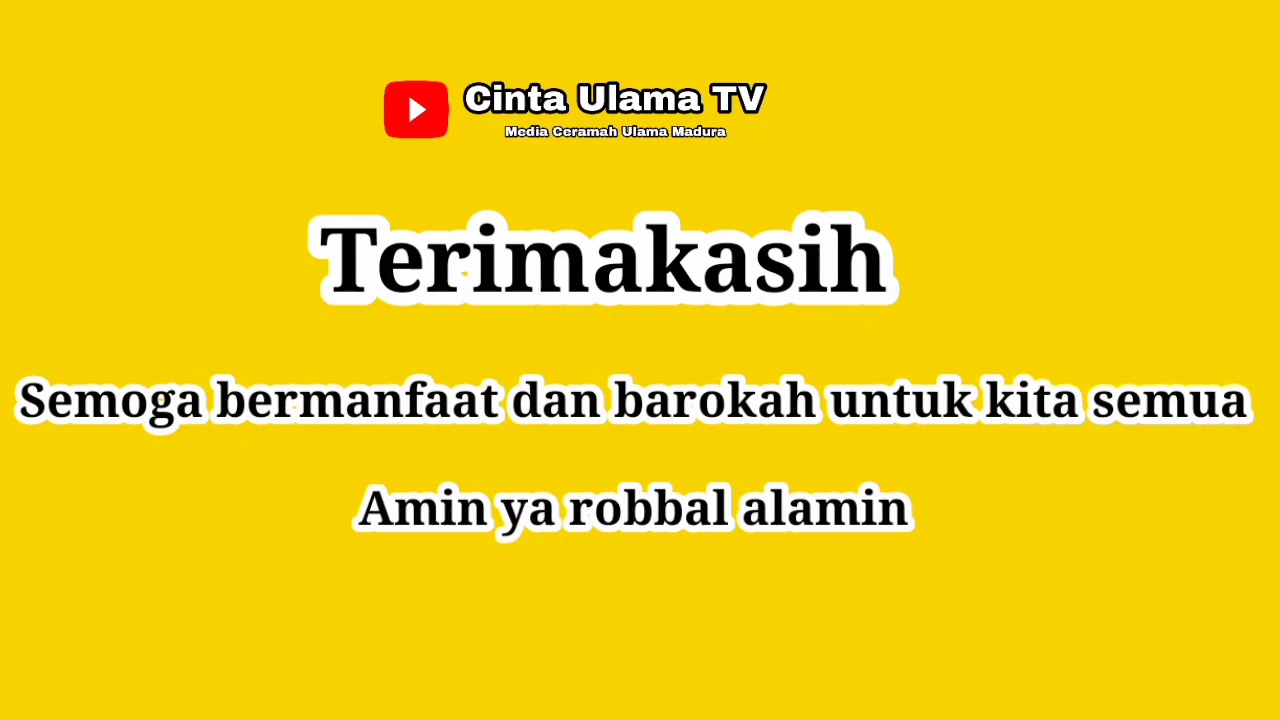 Cinta Ulama TV
Media Ceramah Ulama Madura
Terimakasih
Semoga bermanfaat dan barokah untuk kita semua
Amin ya robbal alamin